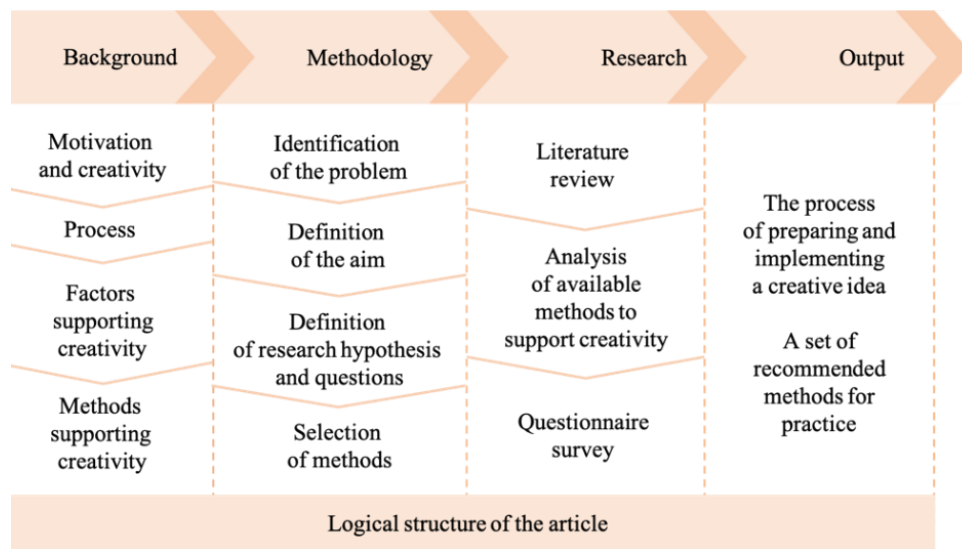 Background
Methodology
Research
Output
Motivation
and creativity
Process
Factors
supporting
creativity
Methods
supporting
creativity
Identification
of the problem
Definition
of the aim
Definition
of research hypothesis
and questions
Selection
of methods
Literature
review
Analysis
of available
methods to
support creativity
Questionnaire
survey
The process
of preparing and
implementing
a creative idea
A set of
recommended
methods for
practice
Logical structure of the article